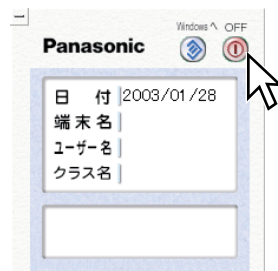 Windowsへ OFF
Panasonic
日 付 2003/01/28
端末名
ユーザー名
クラス名